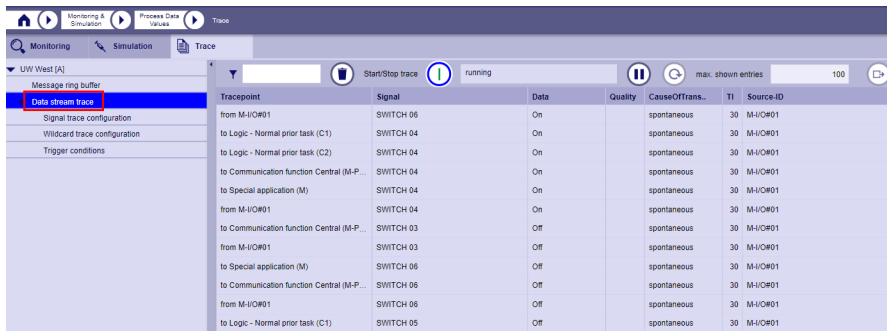 Monitoring & Simulation Process Data Values Trace
Monitoring Simulation Trace
UW West [A]
Message ring buffer
Data stream trace
Signal trace configuration
Wildcard trace configuration
Trigger conditions
Start/Stop trace running max. shown entries 100
Tracepoint Signal Data Quality CauseOfTrans.. TI Source-ID
from M-I/O#01 SWITCH 06 On spontaneous 30 M-I/O#01
to Logic - Normal prior task (C1) SWITCH 04 On spontaneous 30 M-I/O#01
to Logic - Normal prior task (C2) SWITCH 04 On spontaneous 30 M-I/O#01
to Communication function Central (M-P... SWITCH 04 On spontaneous 30 M-I/O#01
to Special application (M) SWITCH 04 On spontaneous 30 M-I/O#01
from M-I/O#01 SWITCH 04 On spontaneous 30 M-I/O#01
to Communication function Central (M-P... SWITCH 03 Off spontaneous 30 M-I/O#01
from M-I/O#01 SWITCH 03 Off spontaneous 30 M-I/O#01
to Special application (M) SWITCH 06 Off spontaneous 30 M-I/O#01
to Communication function Central (M-P... SWITCH 06 Off spontaneous 30 M-I/O#01
from M-I/O#01 SWITCH 06 Off spontaneous 30 M-I/O#01
to Logic - Normal prior task (C1) SWITCH 05 Off spontaneous 30 M-I/O#01